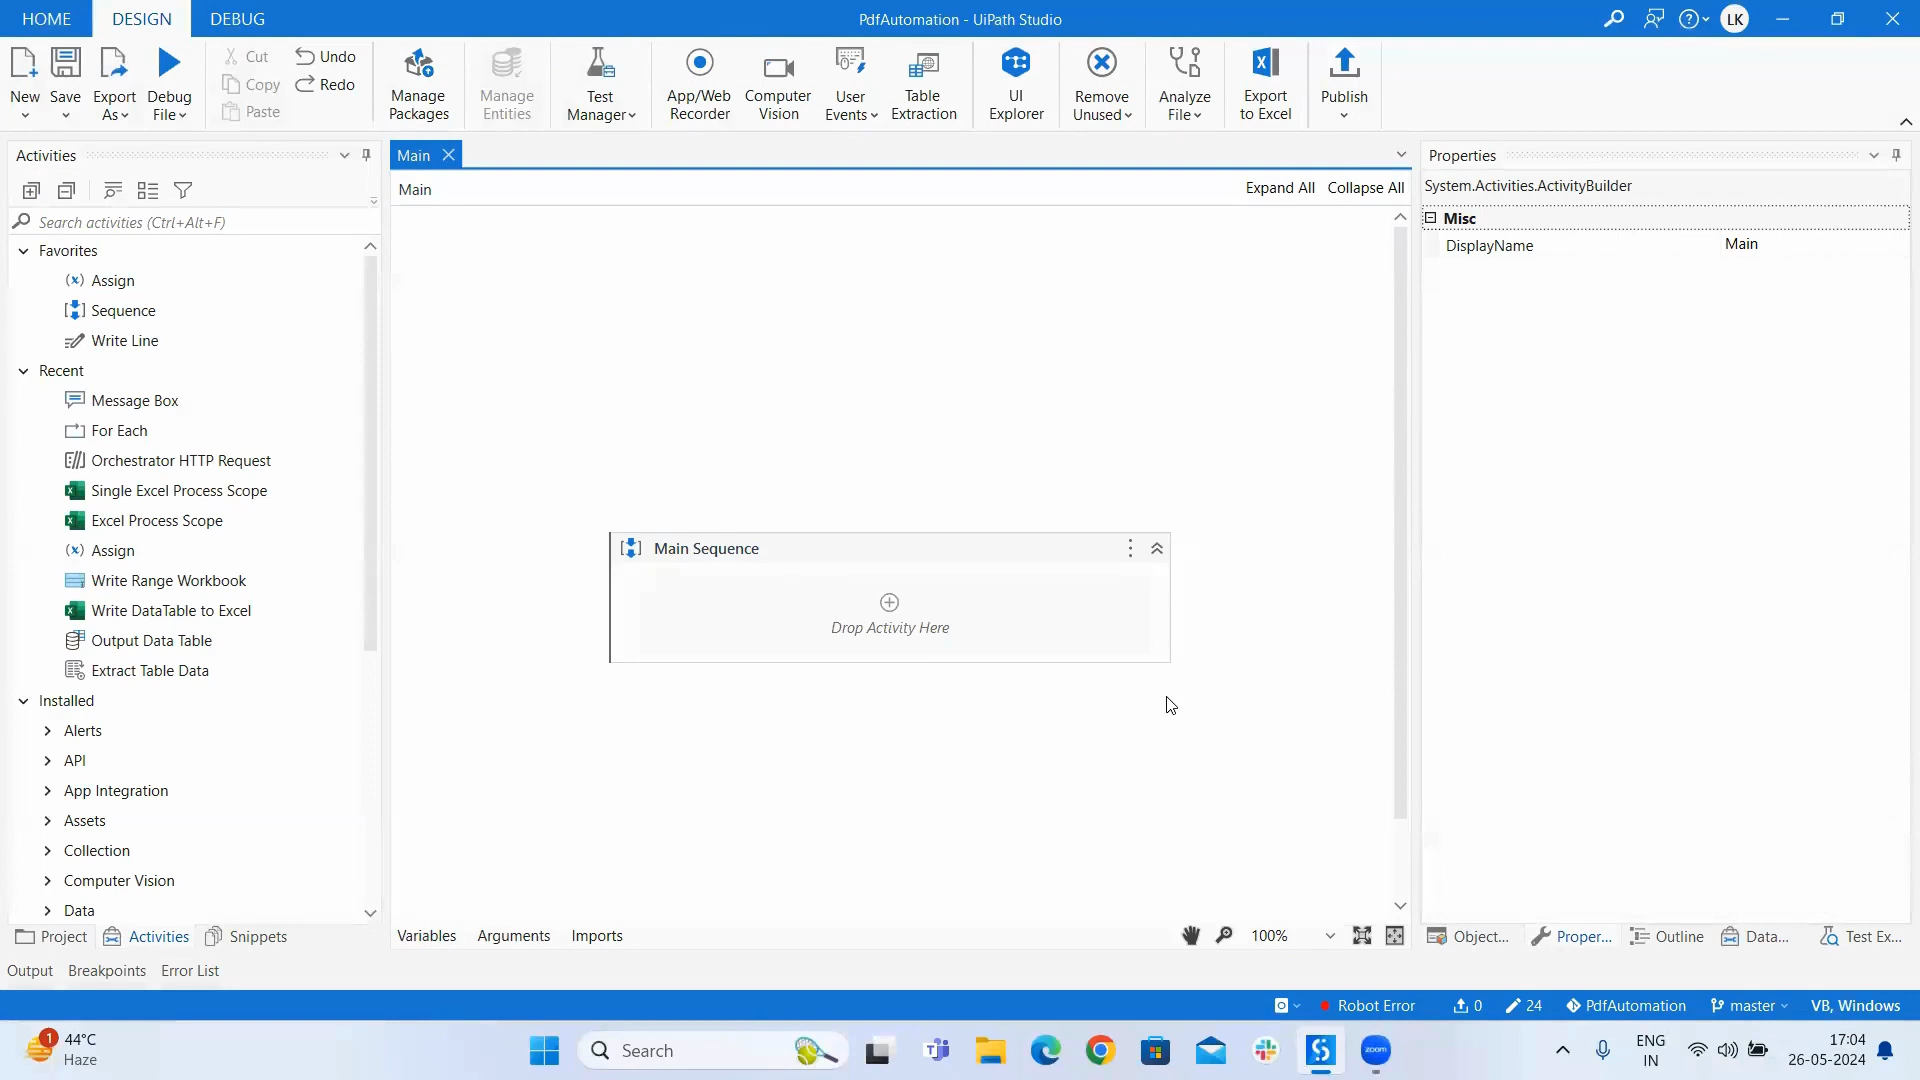 HOME DESIGN DEBUG
PdfAutomation - UiPath Studio
LK
New
Save
Export As
Debug File
Cut
Copy
Paste
Undo
Redo
Manage Packages
Manage Entities
Test Manager
App/Web Recorder
Computer Vision
User Events
Table Extraction
UI Explorer
Remove Unused
Analyze File
Export to Excel
Publish
Activities
Search activities (Ctrl+Alt+F)
Favorites
Assign
Sequence
Write Line
Recent
Message Box
For Each
Orchestrator HTTP Request
Single Excel Process Scope
Excel Process Scope
Assign
Write Range Workbook
Write DataTable to Excel
Output Data Table
Extract Table Data
Installed
Alerts
API
App Integration
Assets
Collection
Computer Vision
Data
Project Activities Snippets
Main
Main
Expand All Collapse All
Main Sequence
Drop Activity Here
Variables Arguments Imports
100%
Properties
System.Activities.ActivityBuilder
Misc
DisplayName Main
Object... Proper... Outline Data... Test Ex...
Output Breakpoints Error List
Robot Error 0 24 PdfAutomation master VB, Windows
1
44°C
Haze
Search
zoom
ENG
IN
17:04
26-05-2024